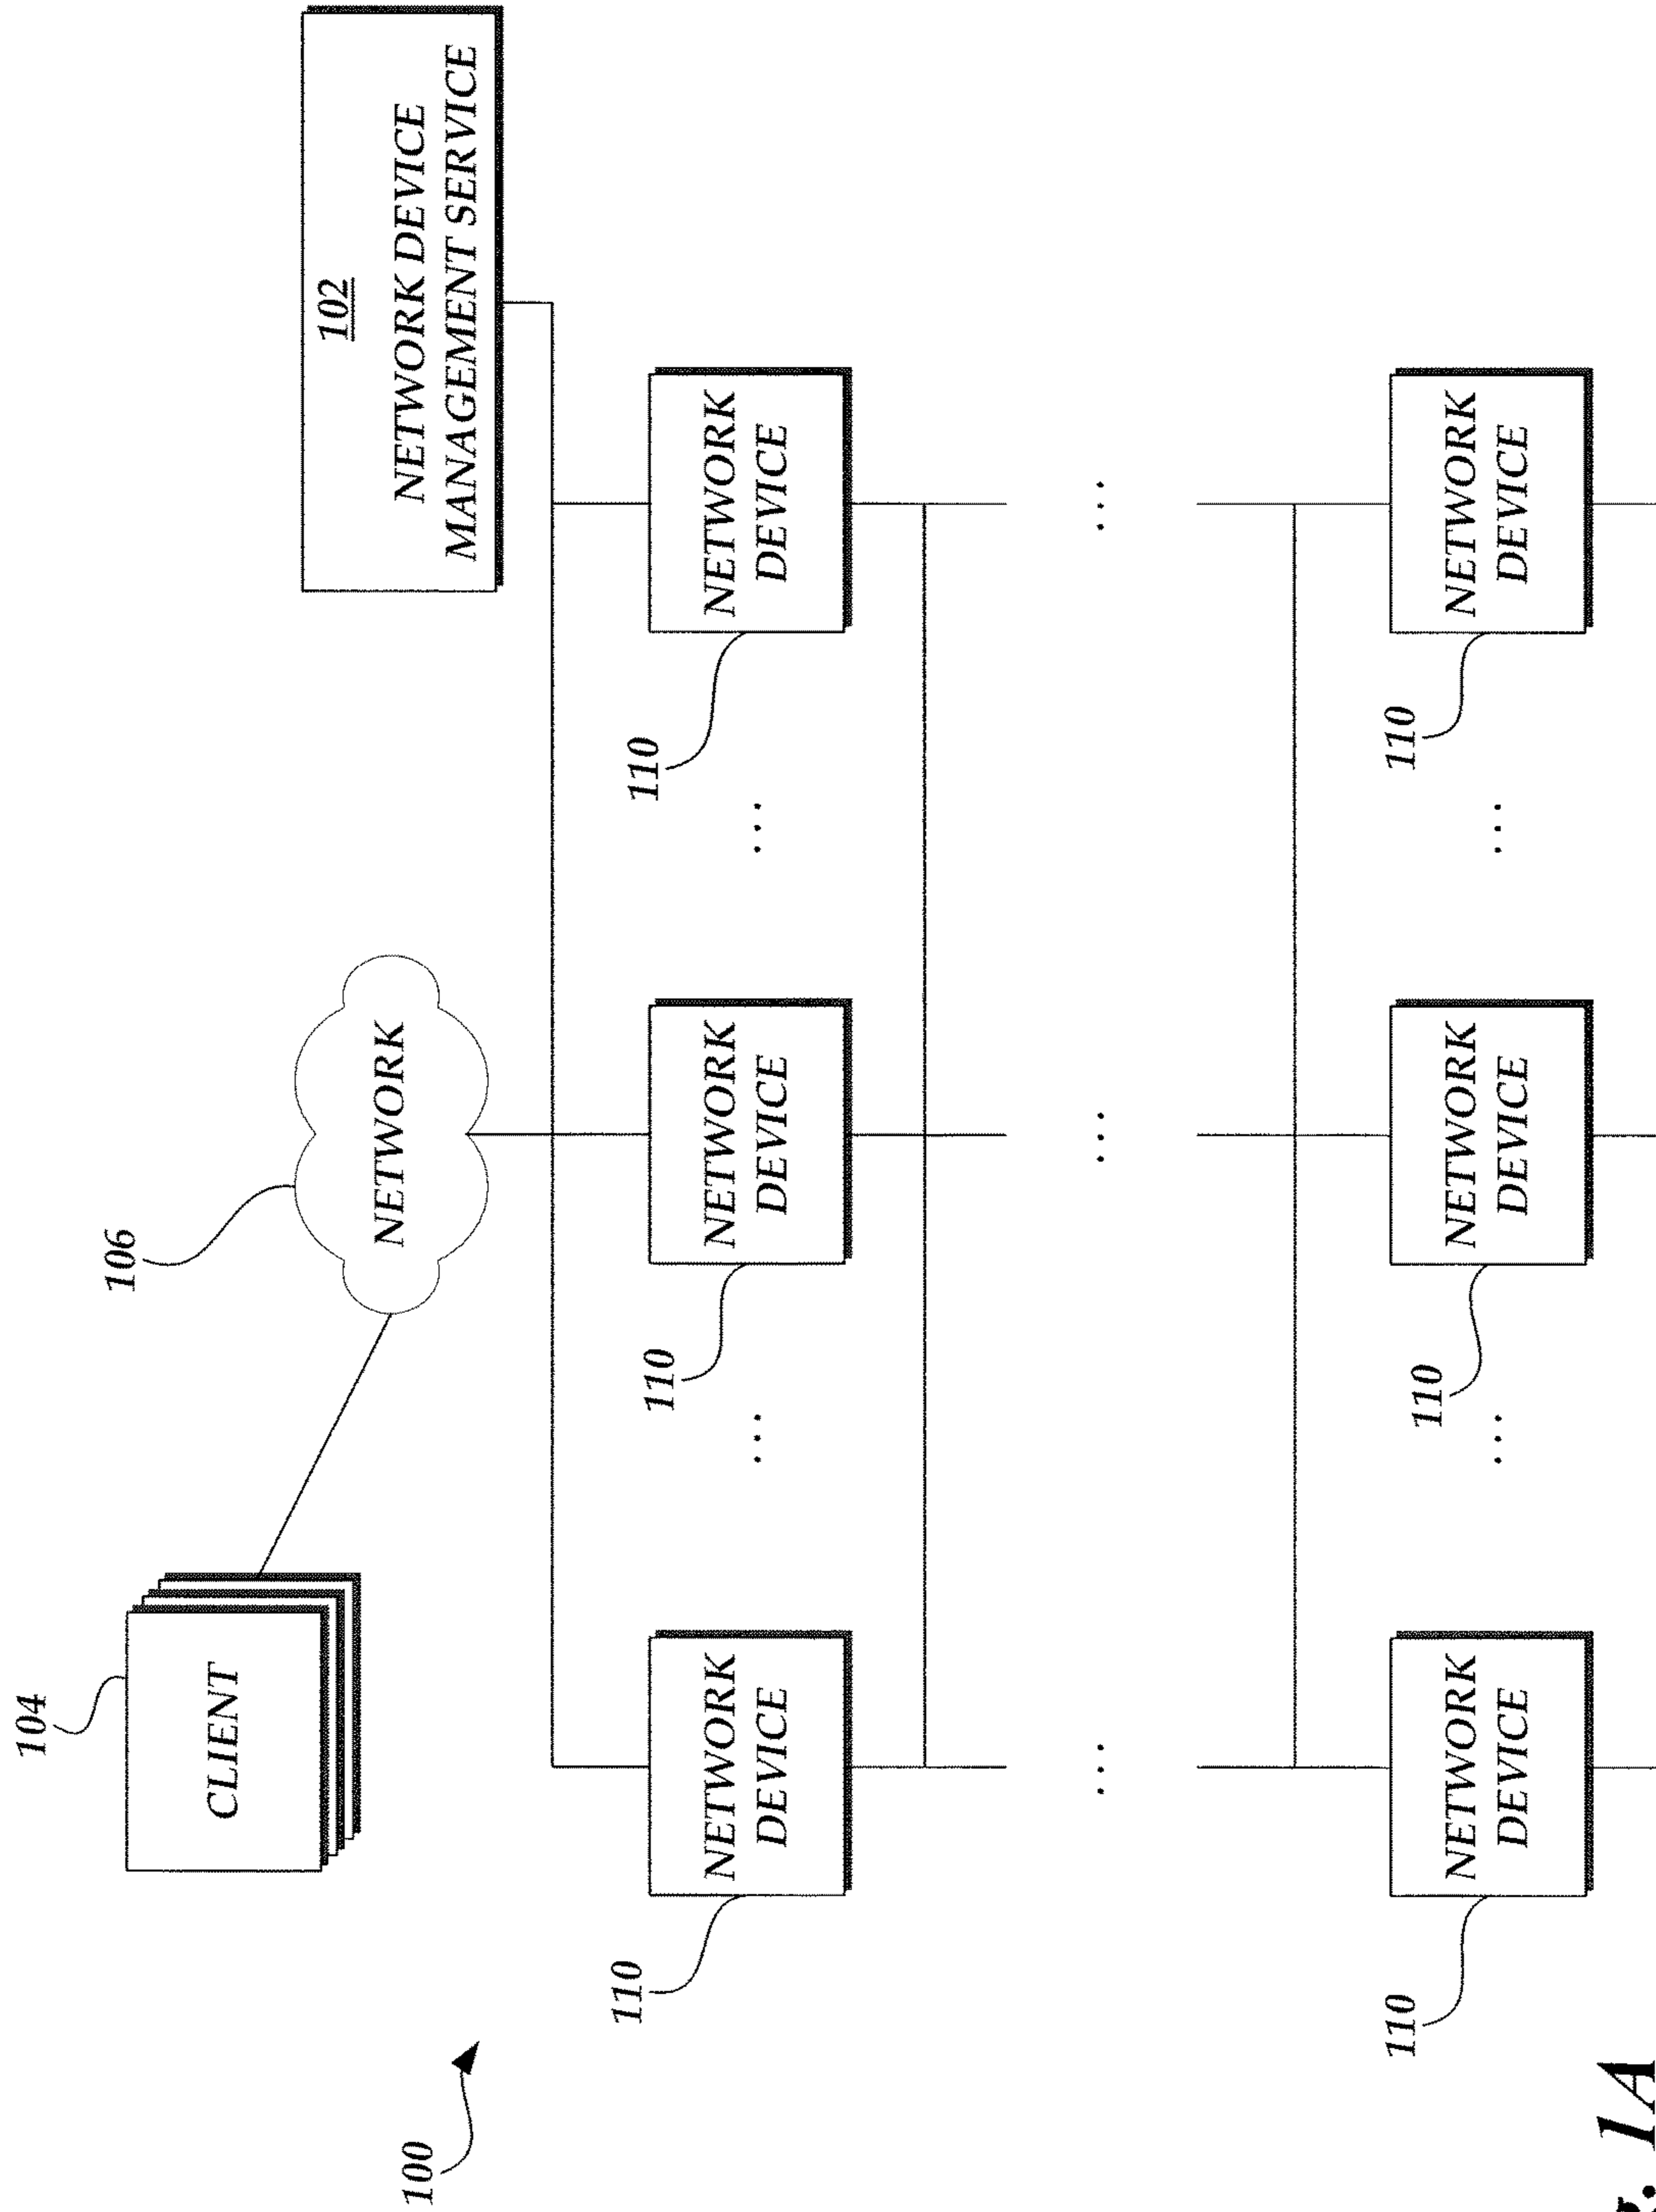 104
CLIENT
106
NETWORK
102
NETWORK DEVICE
MANAGEMENT SERVICE
100
110
NETWORK
DEVICE
110
NETWORK
DEVICE
110
NETWORK
DEVICE
110
NETWORK
DEVICE
110
NETWORK
DEVICE
110
NETWORK
DEVICE
1A